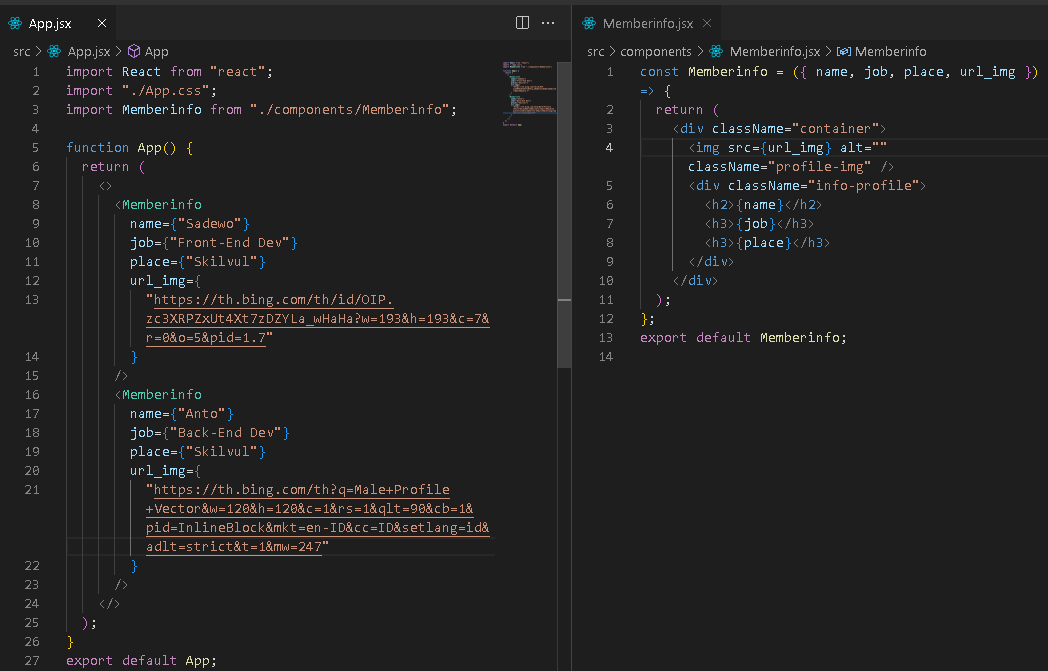 App.jsx
src > App.jsx > App
1 import React from "react";
2 import "./App.css";
3 import Memberinfo from "./components/Memberinfo";
4
5 function App() {
6 return (
7 <>
8 <Memberinfo
9 name={"Sadewo"}
10 job={"Front-End Dev"}
11 place={"Skilvul"}
12 url_img={
13 "https://th.bing.com/th/id/OIP.
zc3XRPZxUt4Xt7zDZYLa_wHaHa?w=193&h=193&c=7&
r=0&o=5&pid=1.7"
14 }
15 />
16 <Memberinfo
17 name={"Anto"}
18 job={"Back-End Dev"}
19 place={"Skilvul"}
20 url_img={
21 "https://th.bing.com/th?q=Male+Profile
+Vector&w=120&h=120&c=1&rs=1&qlt=90&cb=1&
pid=InlineBlock&mkt=en-ID&cc=ID&setlang=id&
adlt=strict&t=1&mw=247"
22 }
23 />
24 </>
25 );
26 }
27 export default App;
Memberinfo.jsx
src > components > Memberinfo.jsx > Memberinfo
1 const Memberinfo = ({ name, job, place, url_img })
=> {
2 return (
3 <div className="container">
4 <img src={url_img} alt=""
className="profile-img" />
5 <div className="info-profile">
6 <h2>{name}</h2>
7 <h3>{job}</h3>
8 <h3>{place}</h3>
9 </div>
10 </div>
11 );
12 };
13 export default Memberinfo;
14